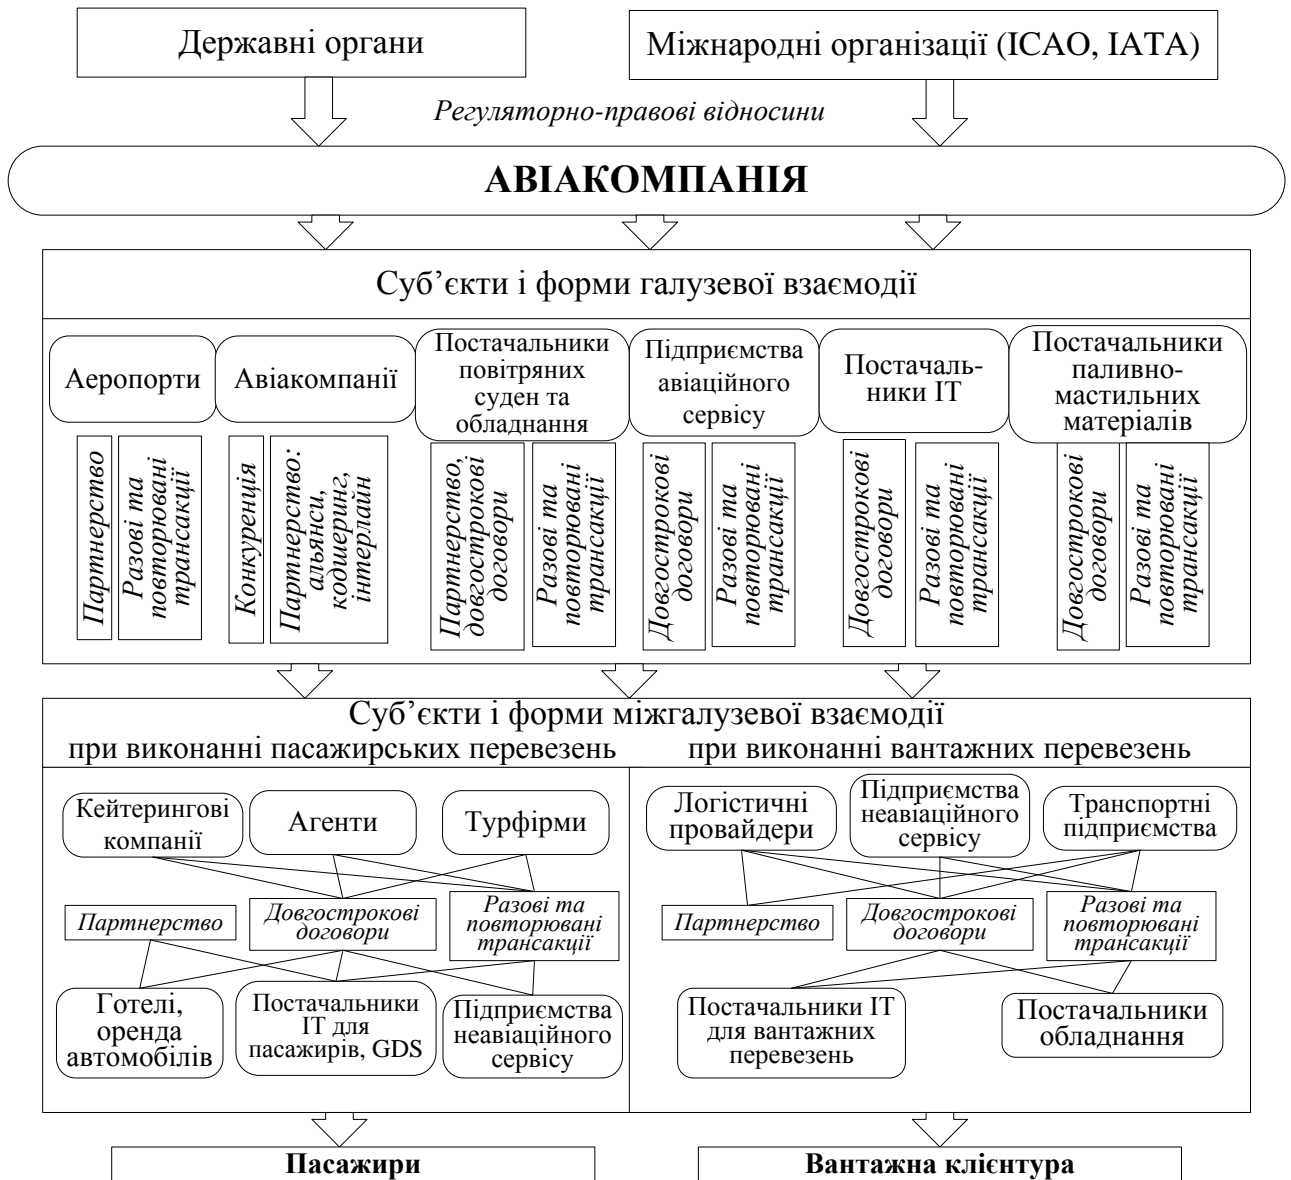 Державні органи
Міжнародні організації (ICAO, IATA)
Регуляторно-правові відносини
АВІАКОМПАНІЯ
Суб’єкти і форми галузевої взаємодії
Аеропорти
Авіакомпанії
Постачальники
повітряних
суден та
обладнання
Підприємства
авіаційного
сервісу
Постачаль-
ники ІТ
Постачальники
паливно-
мастильних
матеріалів
Партнерство
Разові та
повторювані
трансакції
Конкуренція
Партнерство:
альянси,
кодшеринг,
інтерлайн
Партнерство,
довгострокові
договори
Разові та
повторювані
трансакції
Довгострокові
договори
Разові та
повторювані
трансакції
Довгострокові
договори
Разові та
повторювані
трансакції
Довгострокові
договори
Разові та
повторювані
трансакції
Суб’єкти і форми міжгалузевої взаємодії
при виконанні пасажирських перевезень
при виконанні вантажних перевезень
Кейтерингові
компанії
Агенти
Турфірми
Логістичні
провайдери
Підприємства
неавіаційного
сервісу
Транспортні
підприємства
Партнерство
Довгострокові
договори
Разові та
повторювані
трансакції
Партнерство
Довгострокові
договори
Разові та
повторювані
трансакції
Готелі,
оренда
автомобілів
Постачальники
ІТ для
пасажирів, GDS
Підприємства
неавіаційного
сервісу
Постачальники ІТ
для вантажних
перевезень
Постачальники
обладнання
Пасажири
Вантажна клієнтура